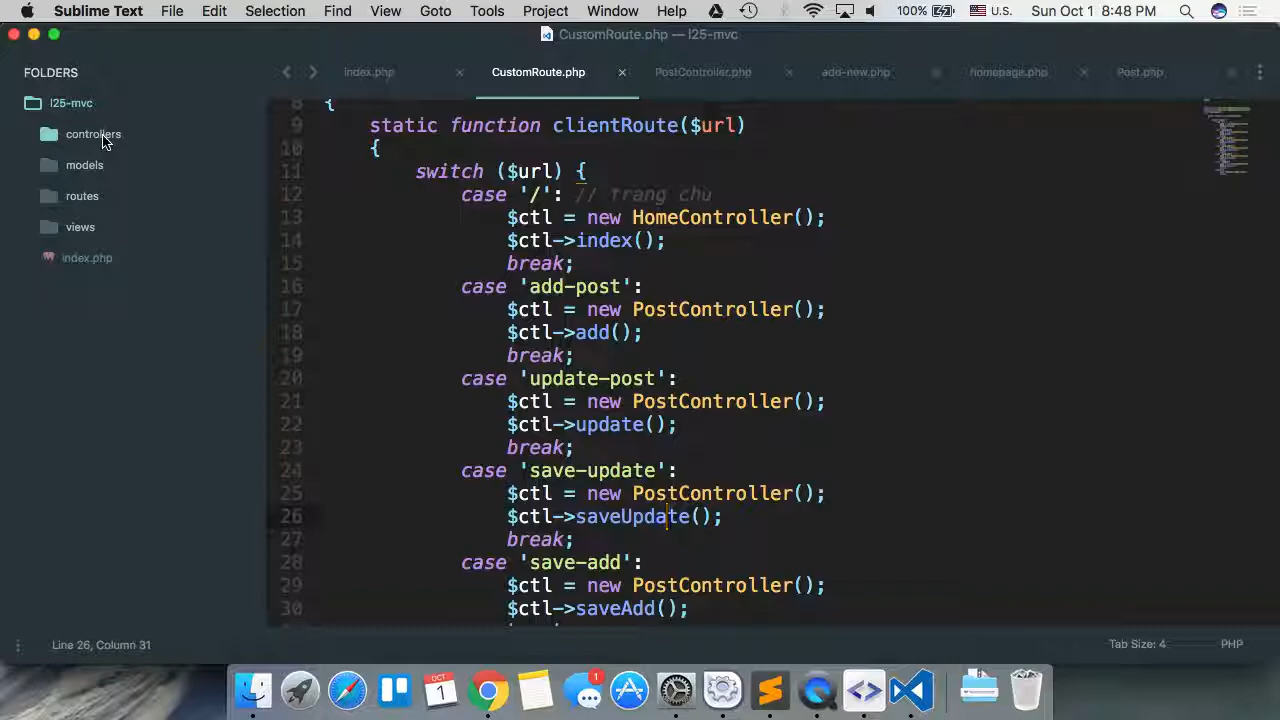 Sublime Text File Edit Selection Find View Goto Tools Project Window Help 100% U.S. Sun Oct 1 8:48 PM
CustomRoute.php — l25-mvc
FOLDERS
l25-mvc
controllers
models
routes
views
index.php
index.php × CustomRoute.php × PostController.php × add-new.php homepage.php × Post.php
8 {
9 static function clientRoute($url)
10 {
11 switch ($url) {
12 case '/': // Trang chủ
13 $ctl = new HomeController();
14 $ctl->index();
15 break;
16 case 'add-post':
17 $ctl = new PostController();
18 $ctl->add();
19 break;
20 case 'update-post':
21 $ctl = new PostController();
22 $ctl->update();
23 break;
24 case 'save-update':
25 $ctl = new PostController();
26 $ctl->saveUpdate();
27 break;
28 case 'save-add':
29 $ctl = new PostController();
30 $ctl->saveAdd();
Line 26, Column 31 Tab Size: 4 PHP
OCT
1
1